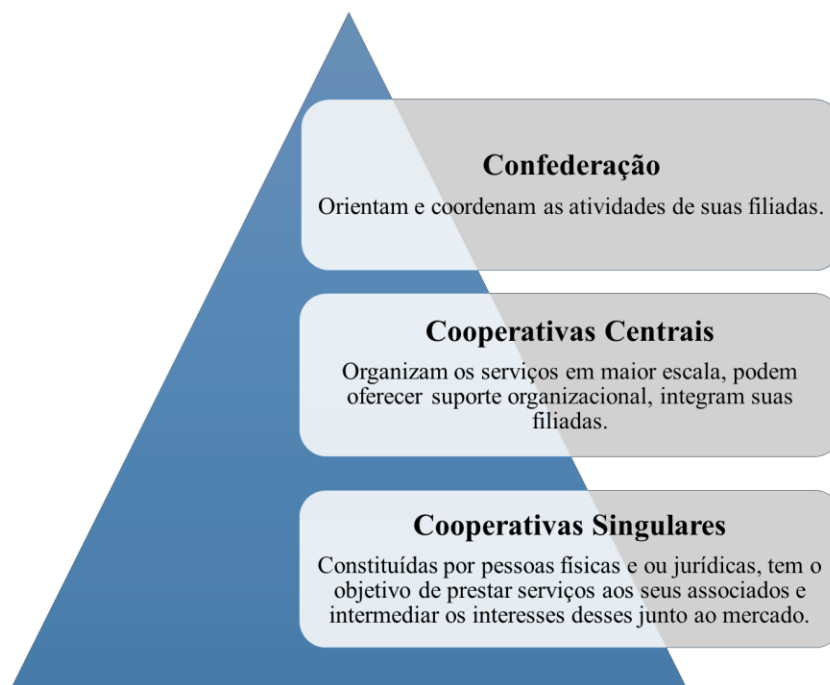 Confederação
Orientam e coordenam as atividades de suas filiadas.
Cooperativas Centrais
Organizam os serviços em maior escala, podem
oferecer suporte organizacional, integram suas
filiadas.
Cooperativas Singulares
Constituídas por pessoas físicas e ou jurídicas, tem o
objetivo de prestar serviços aos seus associados e
intermediar os interesses desses junto ao mercado.